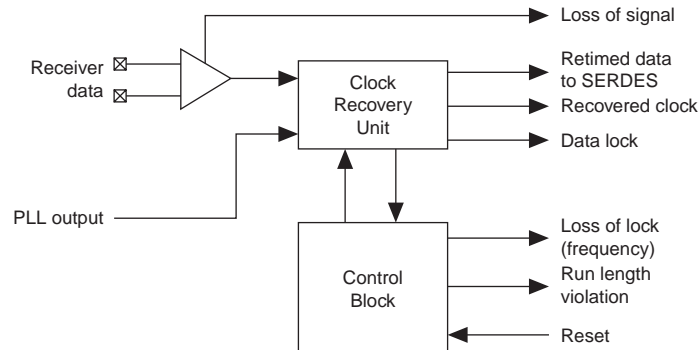 Loss of signal
Receiver
data
Clock
Recovery
Unit
Retimed data
to SERDES
Recovered clock
Data lock
PLL output
Control
Block
Loss of lock
(frequency)
Run length
violation
Reset